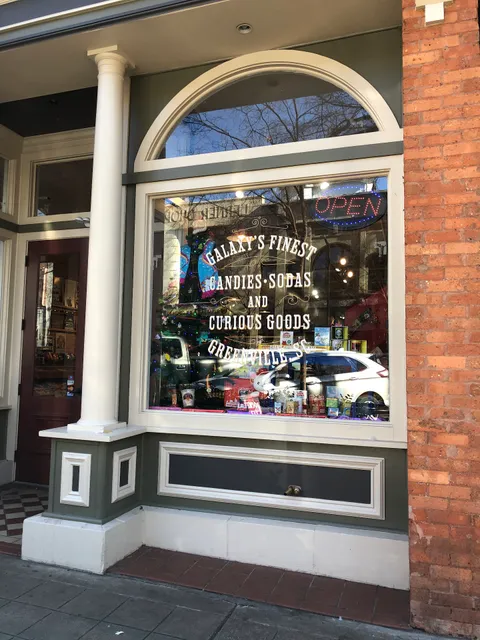 OPEN
GALAXY'S FINEST
CANDIES • SODAS
AND
CURIOUS GOODS
GREENVILLE, SC